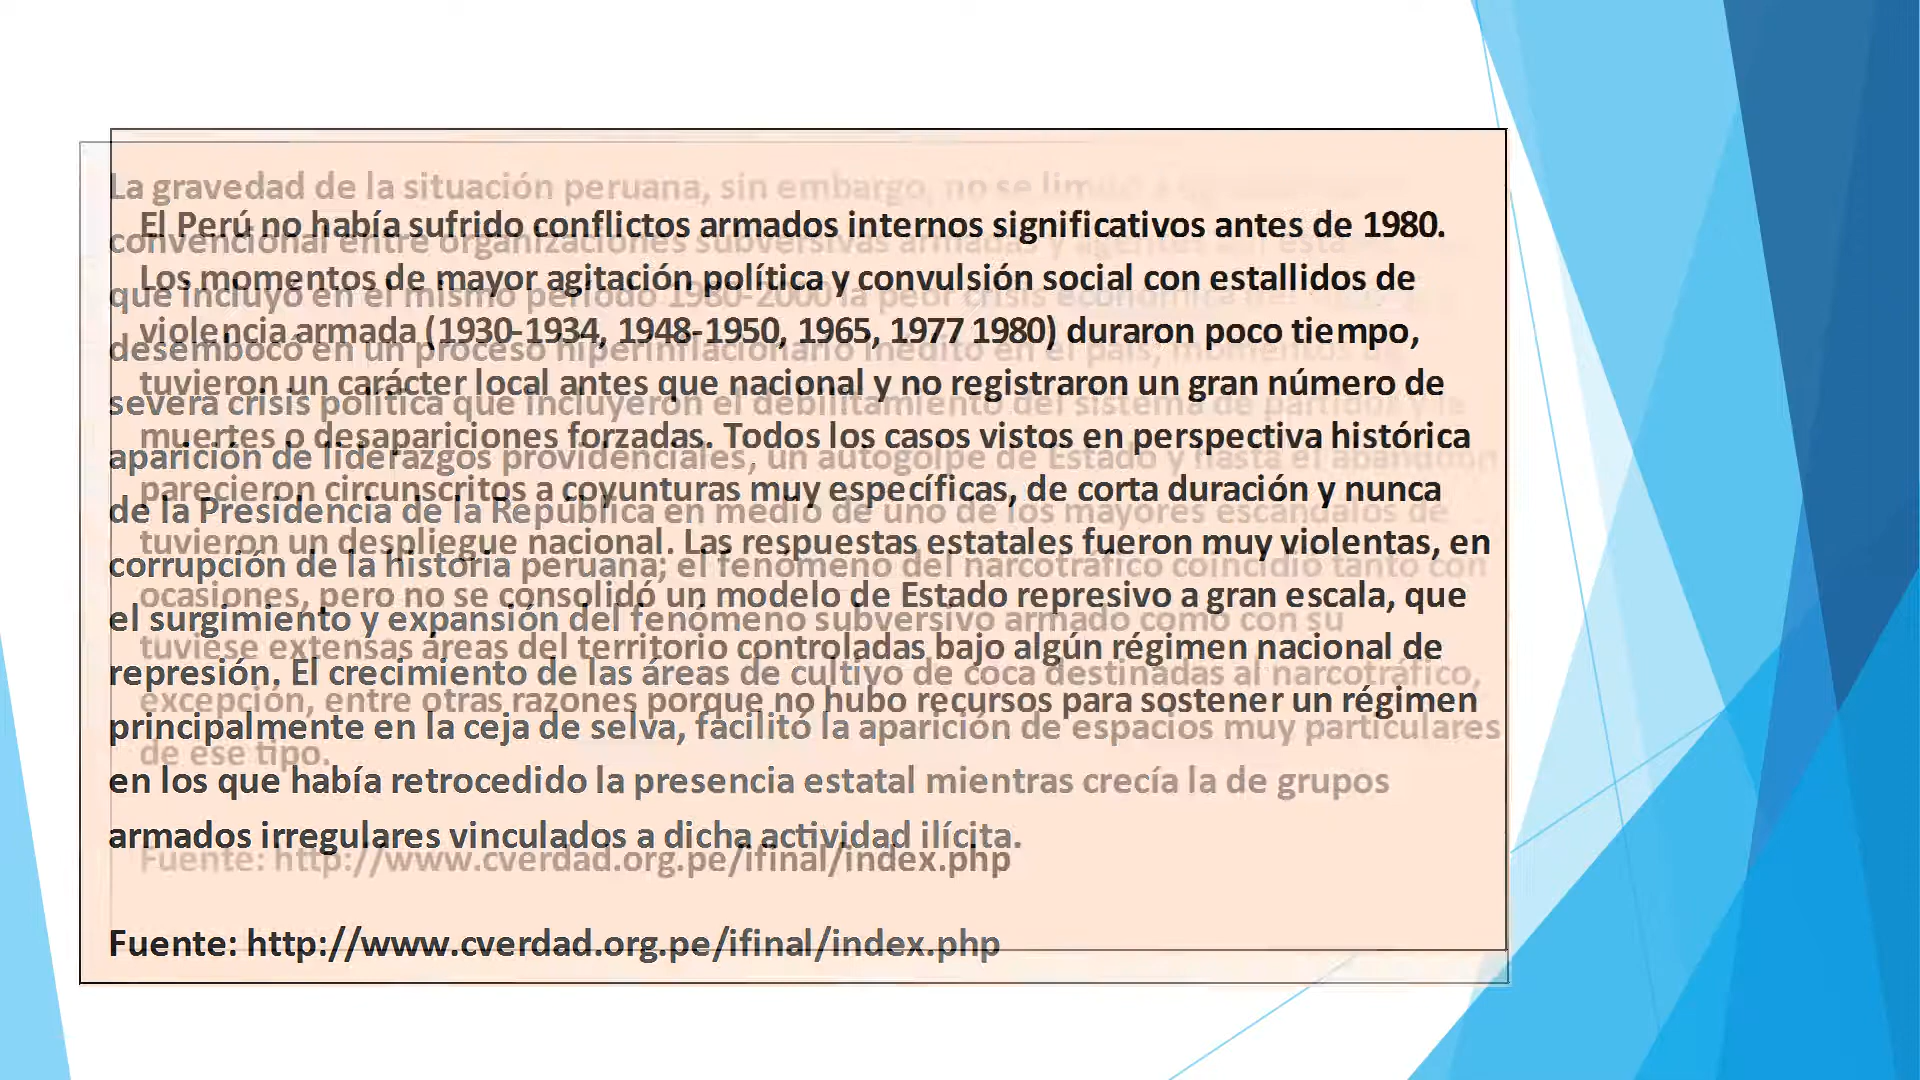 El Perú no había sufrido conflictos armados internos significativos antes de 1980.
Los momentos de mayor agitación política y convulsión social con estallidos de
violencia armada (1930-1934, 1948-1950, 1965, 1977 1980) duraron poco tiempo,
tuvieron un carácter local antes que nacional y no registraron un gran número de
muertes o desapariciones forzadas. Todos los casos vistos en perspectiva histórica
parecieron circunscritos a coyunturas muy específicas, de corta duración y nunca
tuvieron un despliegue nacional. Las respuestas estatales fueron muy violentas, en
ocasiones, pero no se consolidó un modelo de Estado represivo a gran escala, que
tuviese extensas áreas del territorio controladas bajo algún régimen nacional de
excepción, entre otras razones porque no hubo recursos para sostener un régimen
de ese tipo.
Fuente: http://www.cverdad.org.pe/ifinal/index.php
La gravedad de la situación peruana, sin embargo, no se
convencional entre organizaciones subversivas armadas y agentes
que incluyó en el mismo período 1980-2000 la peor crisis económica
desembocó en un proceso hiperinflacionario inédito en el país; momentos
severa crisis política que incluyeron el debilitamiento del sistema de
aparición de liderazgos providenciales, un autogolpe de Estado y hasta el abandono
de la Presidencia de la República en medio de uno de los mayores escándalos de
corrupción de la historia peruana; el fenómeno del narcotráfico coincidió tanto con
el surgimiento y expansión del fenómeno subversivo armado como con su
represión. El crecimiento de las áreas de cultivo de coca destinadas al narcotráfico,
principalmente en la ceja de selva, facilitó la aparición de espacios muy particulares
en los que había retrocedido la presencia estatal mientras crecía la de grupos
armados irregulares vinculados a dicha actividad ilícita.
Fuente: http://www.cverdad.org.pe/ifinal/index.php